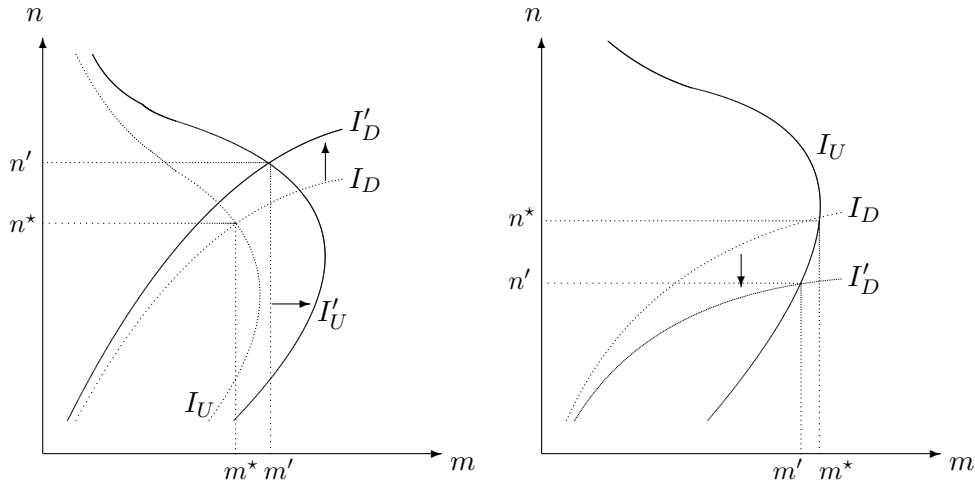 n
I′_D
n′
I_D
n⋆
I′_U
I_U
m⋆ m′
m
n
I_U
n⋆
I_D
n′
I′_D
m′ m⋆
m